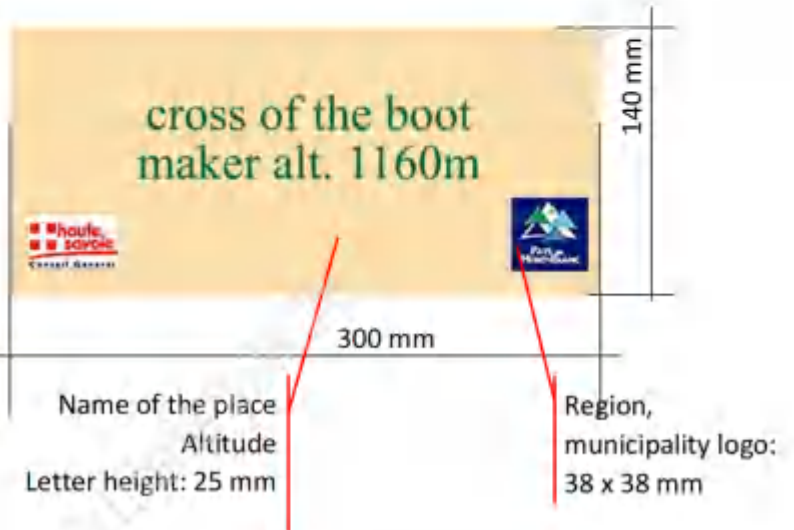 cross of the boot
maker alt. 1160m
haute
savoie
Conseil General
140 mm
300 mm
Name of the place
Altitude
Letter height: 25 mm
Region,
municipality logo:
38 x 38 mm